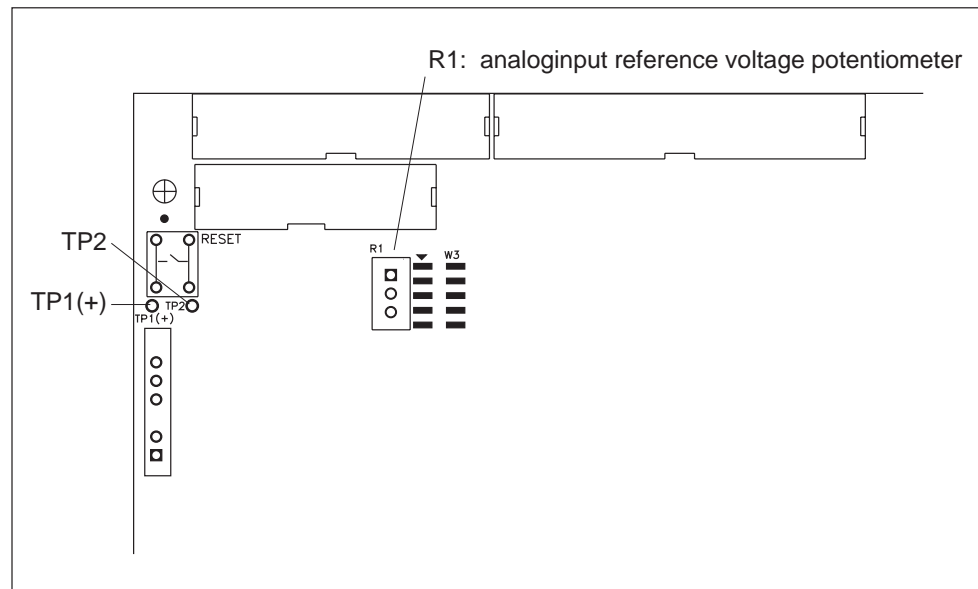 R1: analoginput reference voltage potentiometer
RESET
TP2
R1 W3
TP1(+) TP2
TP1(+)